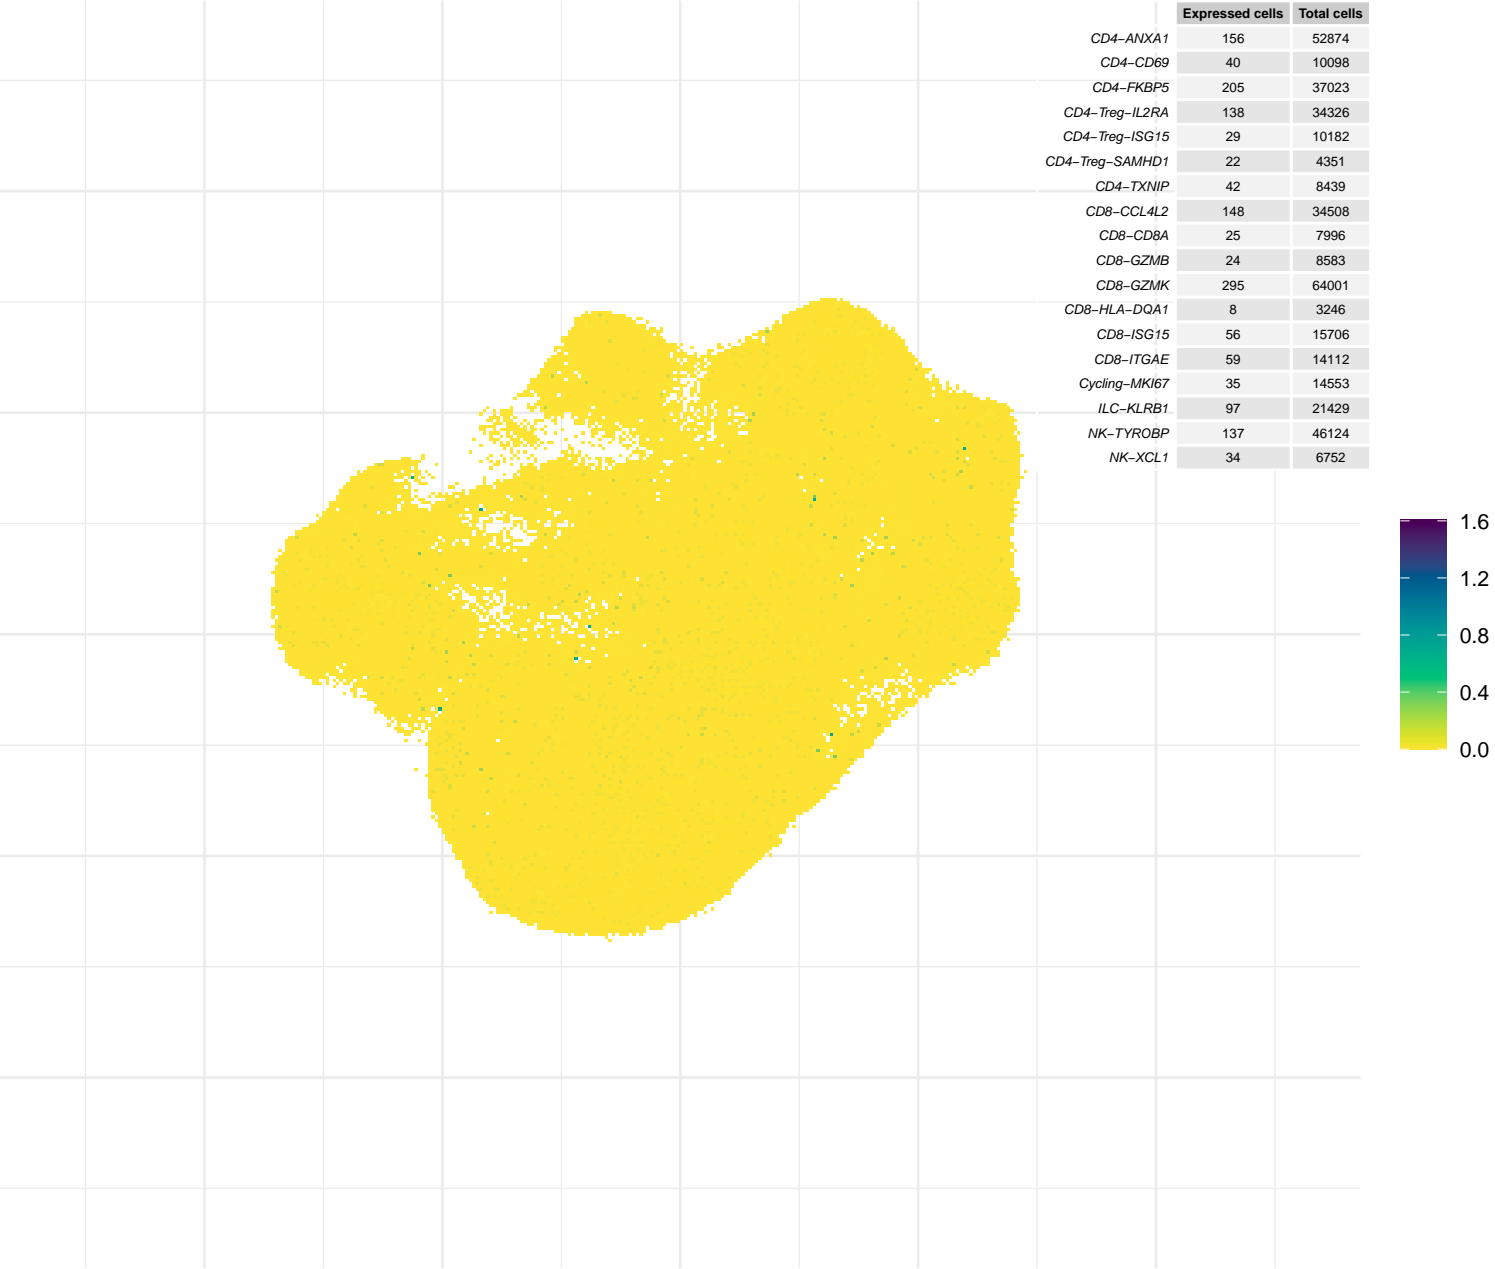 Expressed cells Total cells
CD4−ANXA1 156 52874
CD4−CD69 40 10098
CD4−FKBP5 205 37023
CD4−Treg−IL2RA 138 34326
CD4−Treg−ISG15 29 10182
CD4−Treg−SAMHD1 22 4351
CD4−TXNIP 42 8439
CD8−CCL4L2 148 34508
CD8−CD8A 25 7996
CD8−GZMB 24 8583
CD8−GZMK 295 64001
CD8−HLA−DQA1 8 3246
CD8−ISG15 56 15706
CD8−ITGAE 59 14112
Cycling−MKI67 35 14553
ILC−KLRB1 97 21429
NK−TYROBP 137 46124
NK−XCL1 34 6752
1.6
1.2
0.8
0.4
0.0